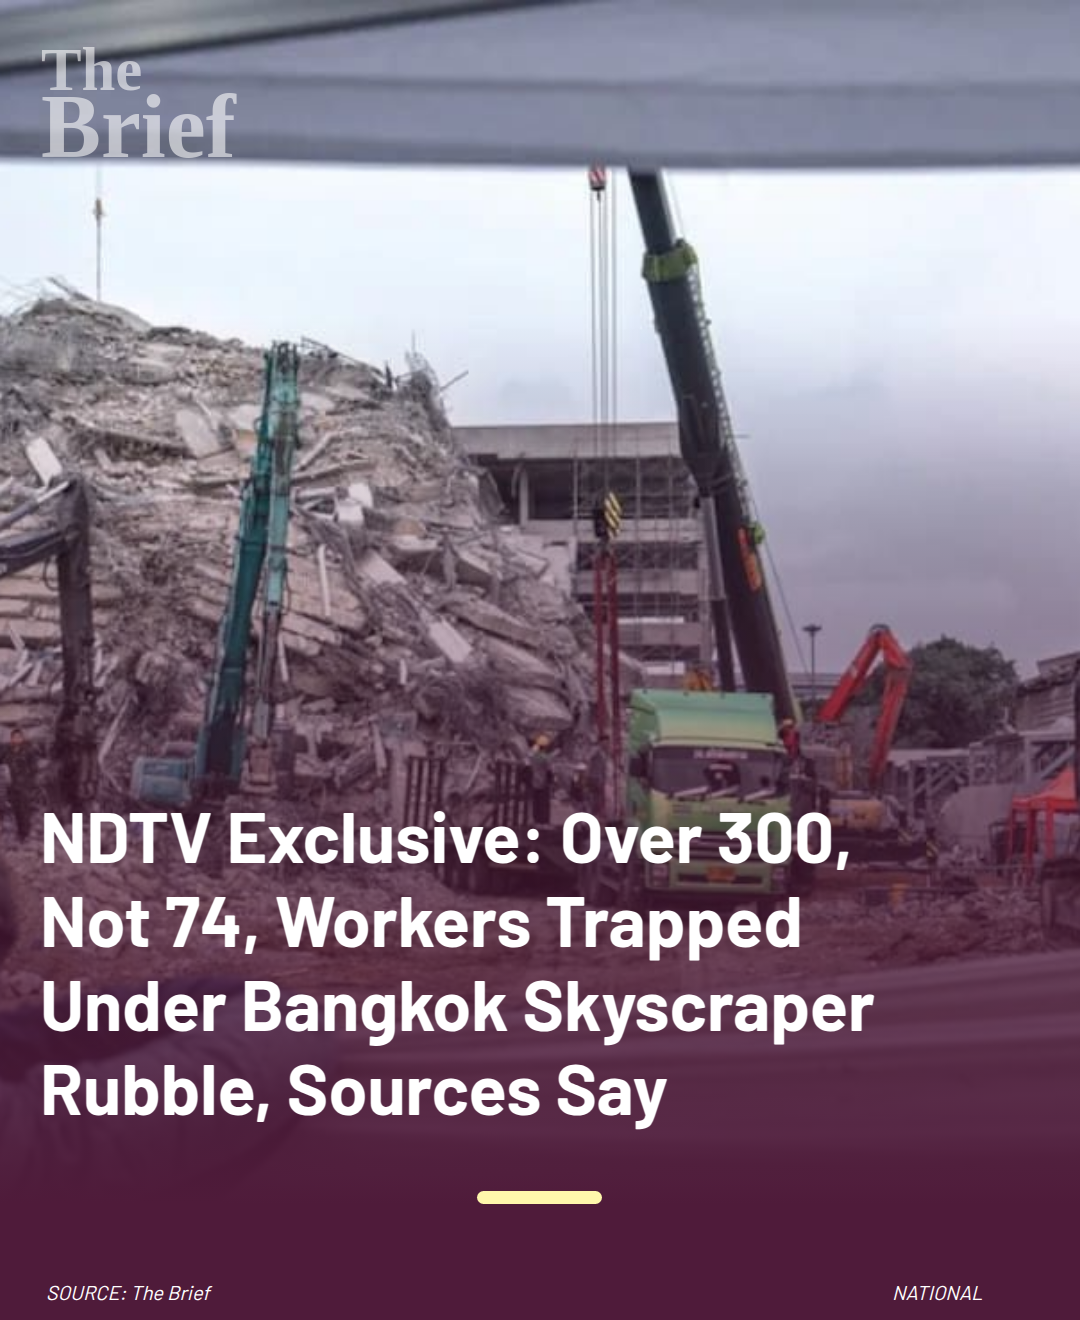 The
Brief
NDTV Exclusive: Over 300,
Not 74, Workers Trapped
Under Bangkok Skyscraper
Rubble, Sources Say
SOURCE: The Brief
NATIONAL